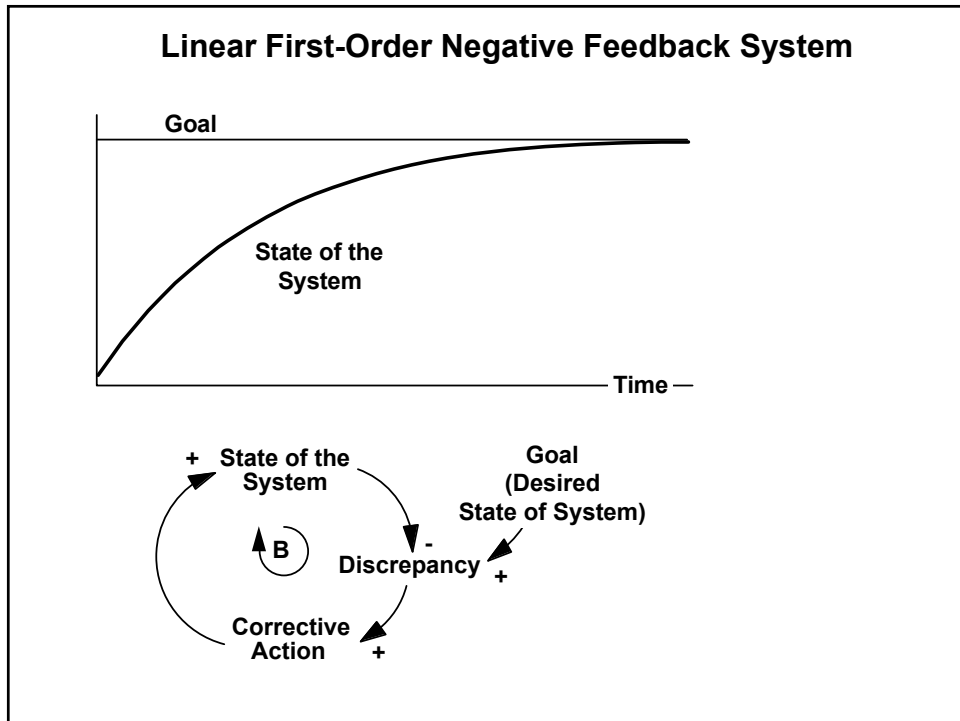 Linear First-Order Negative Feedback System
Goal
State of the
System
Time
+
State of the
System
Goal
(Desired
State of System)
B
-
Discrepancy
+
Corrective
Action
+